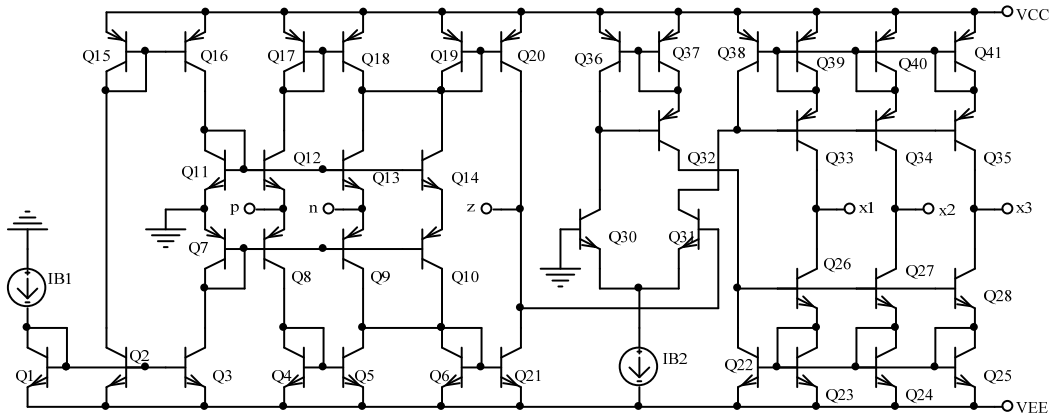 VCC
Q15 Q16 Q17 Q18 Q19 Q20 Q36 Q37 Q38 Q39 Q40 Q41
Q11 Q12 Q13 Q14 Q32 Q33 Q34 Q35
p n z x1 x2 x3
Q7 Q8 Q9 Q10 Q30 Q31 Q26 Q27 Q28
IB1
IB2
Q1 Q2 Q3 Q4 Q5 Q6 Q21 Q22 Q23 Q24 Q25
VEE